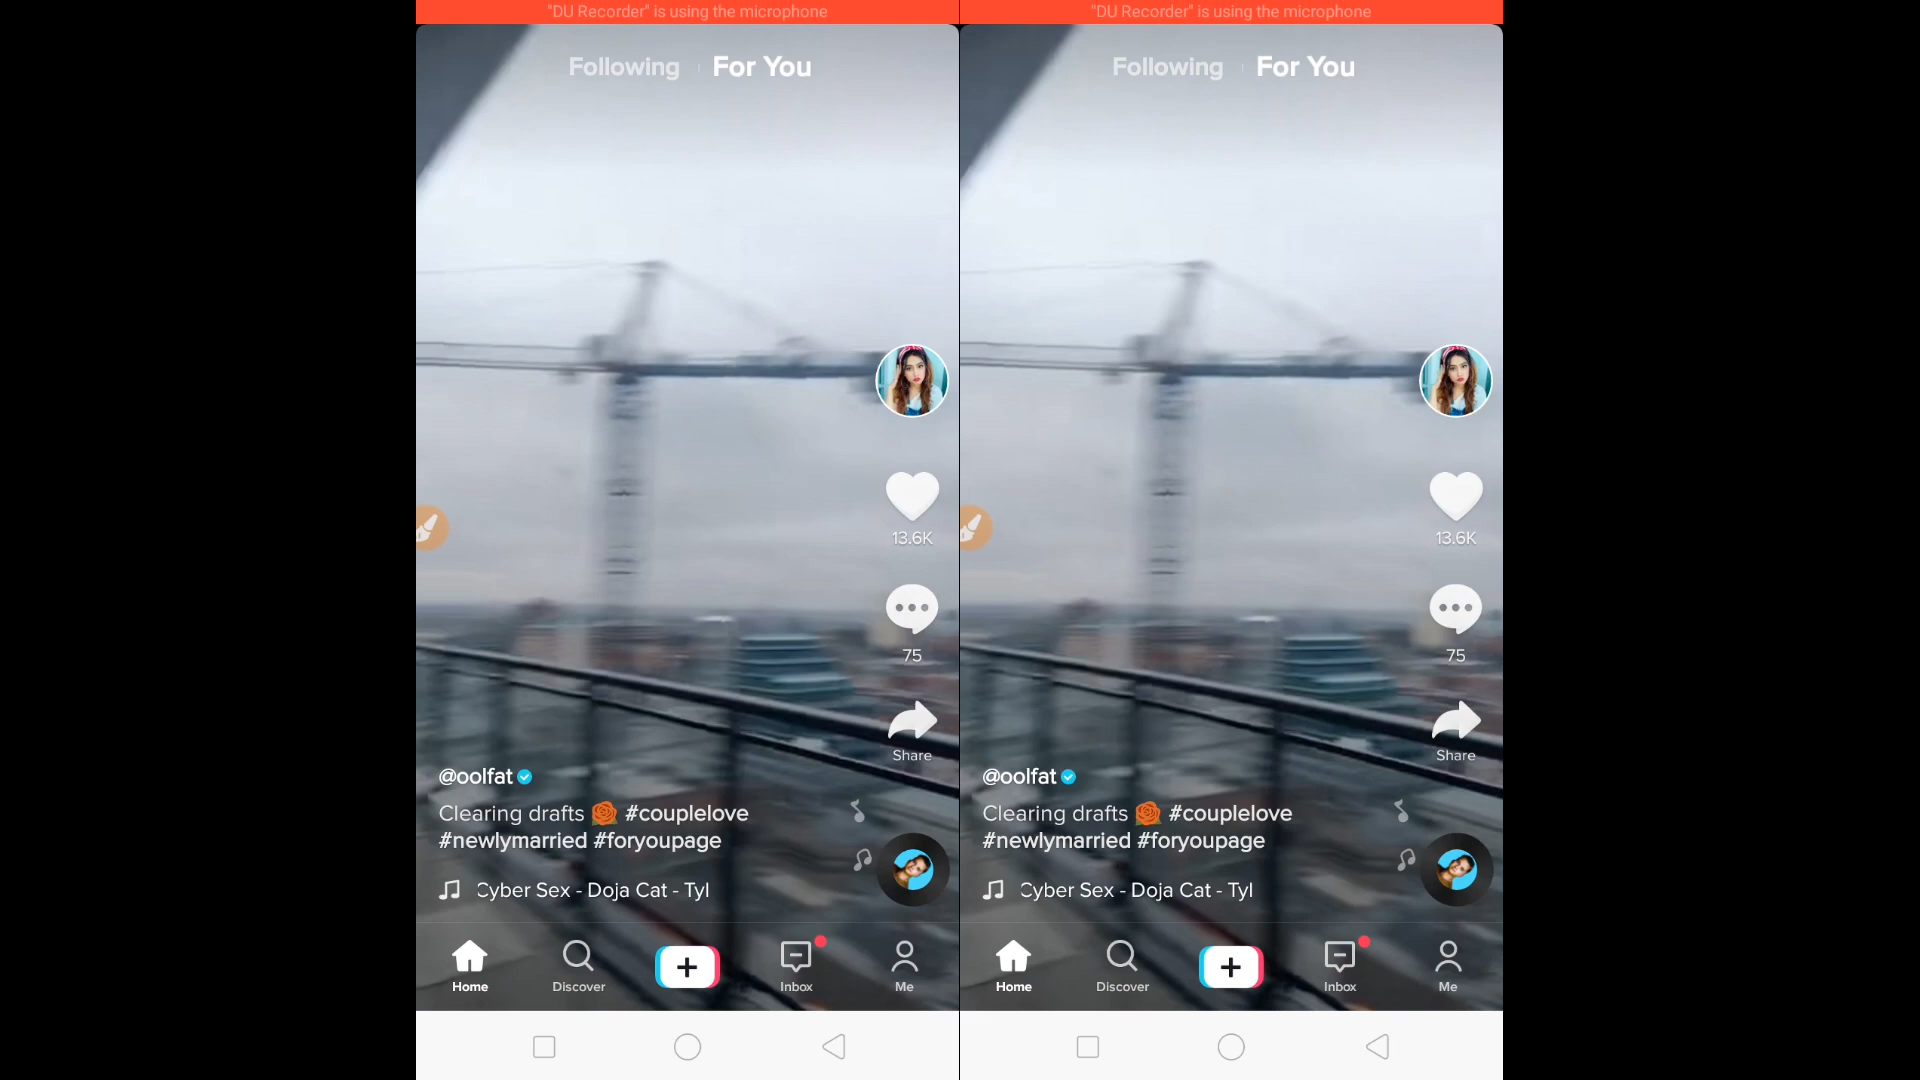 "DU Recorder" is using the microphone
Following For You
13.6K
75
Share
@oolfat
Clearing drafts 🌹 #couplelove
#newlymarried #foryoupage
Cyber Sex - Doja Cat - Tyl
Home Discover Inbox Me
"DU Recorder" is using the microphone
Following For You
13.6K
75
Share
@oolfat
Clearing drafts 🌹 #couplelove
#newlymarried #foryoupage
Cyber Sex - Doja Cat - Tyl
Home Discover Inbox Me